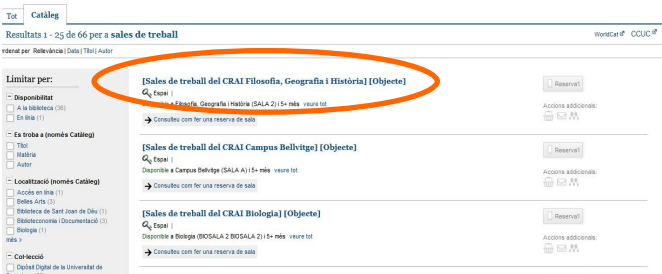 Tot Catàleg
Resultats 1 - 25 de 66 per a sales de treball
WorldCat CCUC
rdenat per Rellevància | Data | Títol | Autor
Limitar per:
Disponibilitat
A la biblioteca (36)
En línia (1)
Es troba a (només Catàleg)
Títol
Matèria
Autor
Localització (només Catàleg)
Accés en línia (1)
Belles Arts (3)
Biblioteca de Sant Joan de Déu (1)
Biblioteconomia i Documentació (3)
Biologia (1)
més >
Col·lecció
Dipòsit Digital de la Universitat de
[Sales de treball del CRAI Filosofia, Geografia i Història] [Objecte]
Espai |
Disponible a Filosofia, Geografia i Història (SALA 2) i 5+ més veure tot
Consulteu com fer una reserva de sala
Reserva!
Accions addicionals:
[Sales de treball del CRAI Campus Bellvitge] [Objecte]
Espai |
Disponible a Campus Bellvitge (SALA A) i 5+ més veure tot
Consulteu com fer una reserva de sala
Reserva!
Accions addicionals:
[Sales de treball del CRAI Biologia] [Objecte]
Espai |
Disponible a Biologia (BIOSALA 2 BIOSALA 2) i 5+ més veure tot
Consulteu com fer una reserva de sala
Reserva!
Accions addicionals: